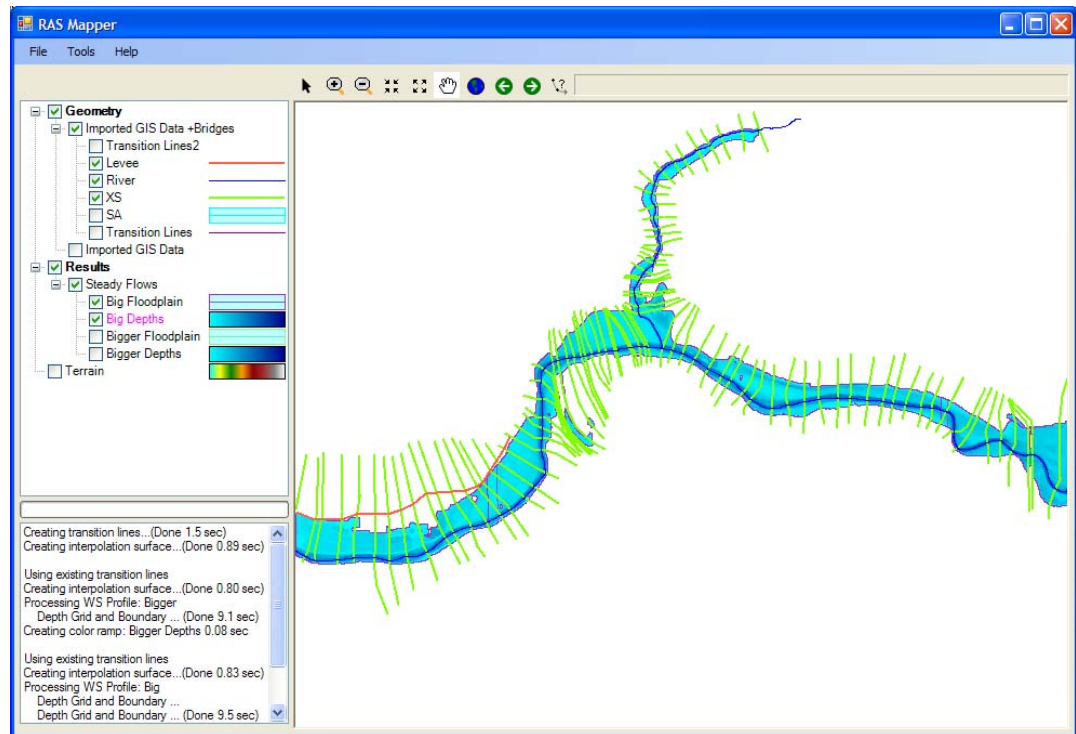 RAS Mapper
File Tools Help
Geometry
Imported GIS Data +Bridges
Transition Lines2
Levee
River
XS
SA
Transition Lines
Imported GIS Data
Results
Steady Flows
Big Floodplain
Big Depths
Bigger Floodplain
Bigger Depths
Terrain
Creating transition lines...(Done 1.5 sec)
Creating interpolation surface...(Done 0.89 sec)
Using existing transition lines
Creating interpolation surface...(Done 0.80 sec)
Processing WS Profile: Bigger
Depth Grid and Boundary ... (Done 9.1 sec)
Creating color ramp: Bigger Depths 0.08 sec
Using existing transition lines
Creating interpolation surface...(Done 0.83 sec)
Processing WS Profile: Big
Depth Grid and Boundary ...
Depth Grid and Boundary ... (Done 9.5 sec)